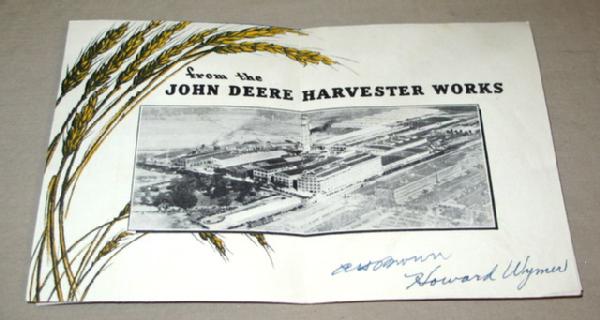 from the
JOHN DEERE HARVESTER WORKS
Howard Wymer